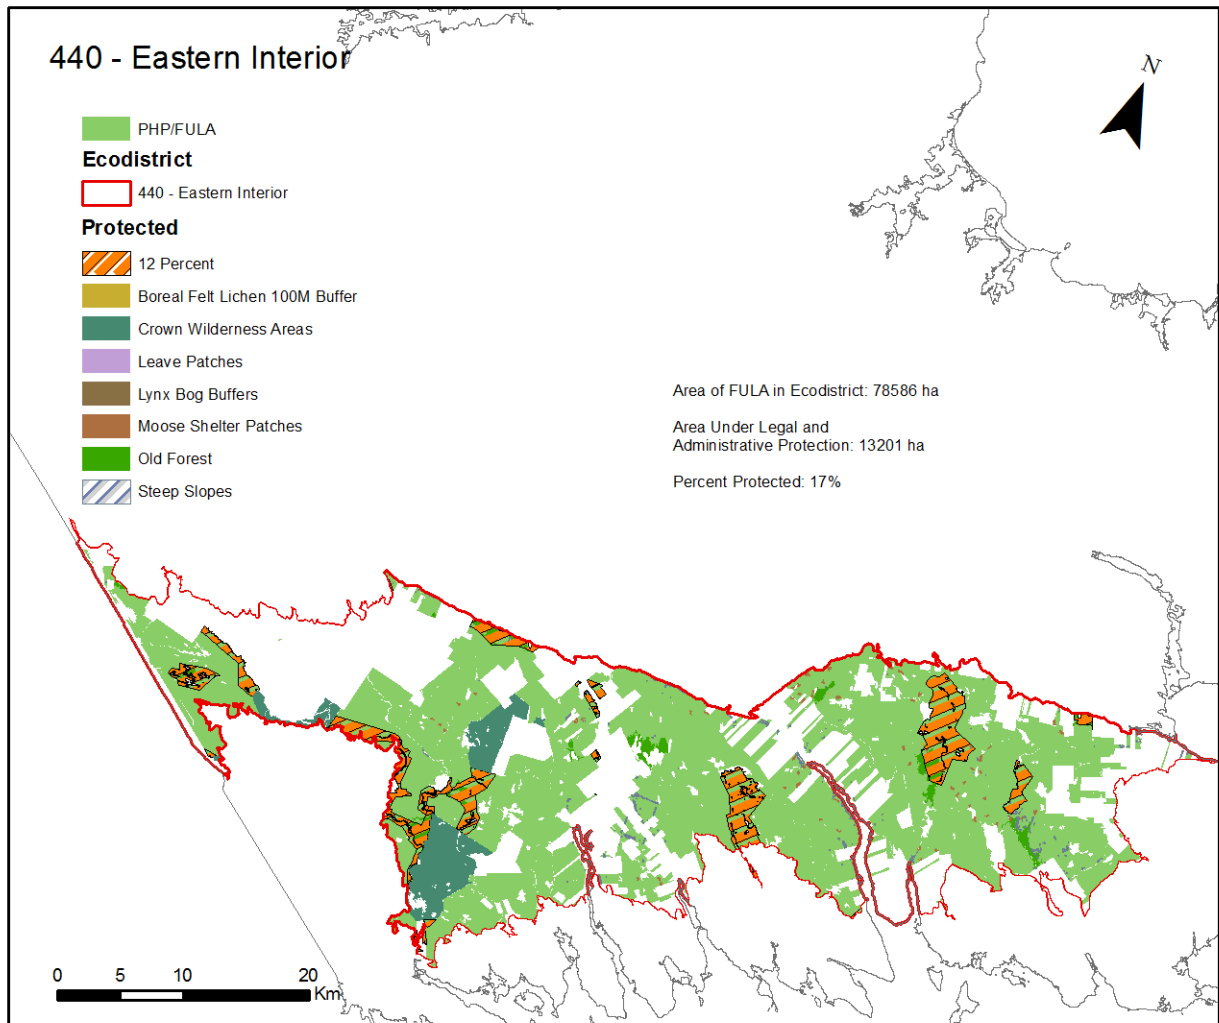 440 - Eastern Interior
N
PHP/FULA
Ecodistrict
440 - Eastern Interior
Protected
12 Percent
Boreal Felt Lichen 100M Buffer
Crown Wilderness Areas
Leave Patches
Lynx Bog Buffers
Moose Shelter Patches
Old Forest
Steep Slopes
Area of FULA in Ecodistrict: 78586 ha
Area Under Legal and
Administrative Protection: 13201 ha
Percent Protected: 17%
0 5 10 20
Km